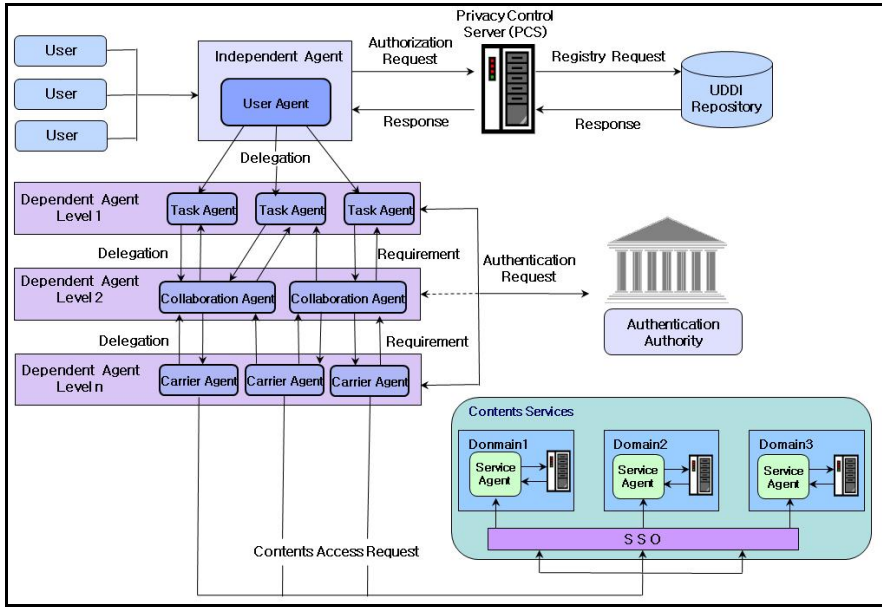 User
User
User
Independent Agent
User Agent
Authorization
Request
Response
Privacy Control
Server (PCS)
Registry Request
Response
UDDI
Repository
Delegation
Dependent Agent
Level 1
Task Agent
Task Agent
Task Agent
Delegation
Requirement
Dependent Agent
Level 2
Collaboration Agent
Collaboration Agent
Delegation
Requirement
Dependent Agent
Level n
Carrier Agent
Carrier Agent
Carrier Agent
Authentication
Request
Authentication
Authority
Contents Services
Donmain1
Service
Agent
Domain2
Service
Agent
Domain3
Service
Agent
S S O
Contents Access Request